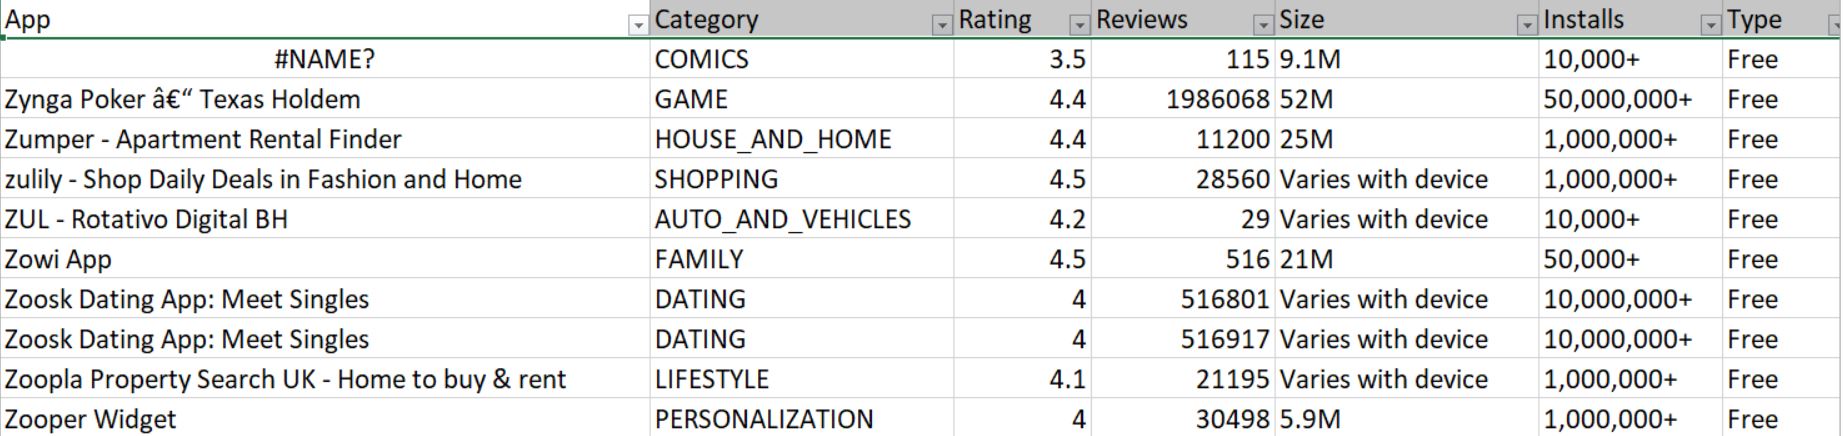 App Category Rating Reviews Size Installs Type
#NAME? COMICS 3.5 115 9.1M 10,000+ Free
Zynga Poker â€“ Texas Holdem GAME 4.4 1986068 52M 50,000,000+ Free
Zumper - Apartment Rental Finder HOUSE_AND_HOME 4.4 11200 25M 1,000,000+ Free
zulily - Shop Daily Deals in Fashion and Home SHOPPING 4.5 28560 Varies with device 1,000,000+ Free
ZUL - Rotativo Digital BH AUTO_AND_VEHICLES 4.2 29 Varies with device 10,000+ Free
Zowi App FAMILY 4.5 516 21M 50,000+ Free
Zoosk Dating App: Meet Singles DATING 4 516801 Varies with device 10,000,000+ Free
Zoosk Dating App: Meet Singles DATING 4 516917 Varies with device 10,000,000+ Free
Zoopla Property Search UK - Home to buy & rent LIFESTYLE 4.1 21195 Varies with device 1,000,000+ Free
Zooper Widget PERSONALIZATION 4 30498 5.9M 1,000,000+ Free